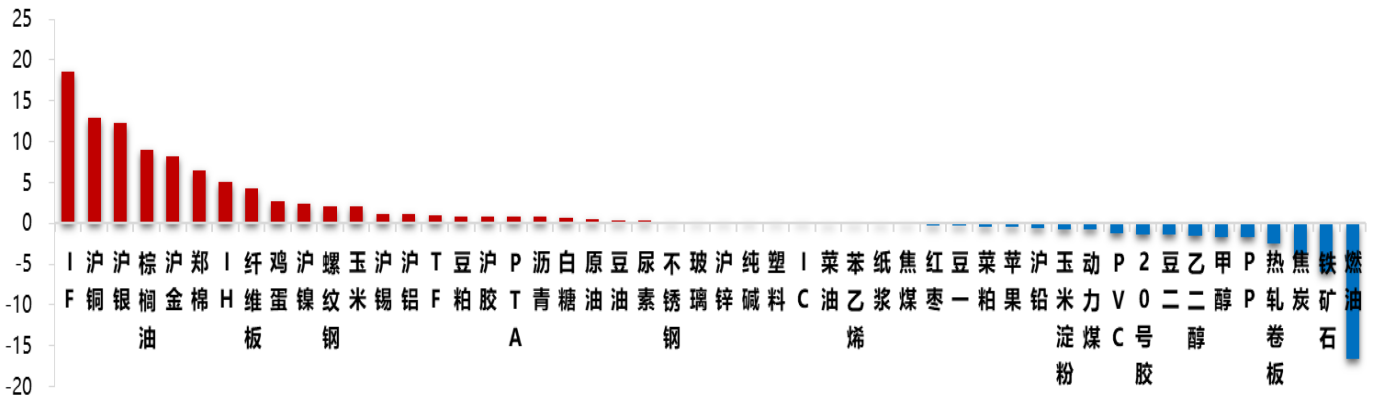 25
20
15
10
5
0
-5
-10
-15
-20
IF
沪铜
沪银
棕榈油
沪金
郑棉
IH
纤维板
鸡蛋
沪镍
螺纹钢
玉米
沪锡
沪铝
TF
豆粕
沪胶
PTA
沥青
白糖
原油
豆油
尿素
不锈钢
玻璃
沪锌
纯碱
塑料
IC
菜油
苯乙烯
纸浆
焦煤
红枣
豆一
菜粕
苹果
沪铅
玉米淀粉
动力煤
PVC
20号胶
豆二
乙二醇
甲醇
PP
热轧卷板
焦炭
铁矿石
燃油